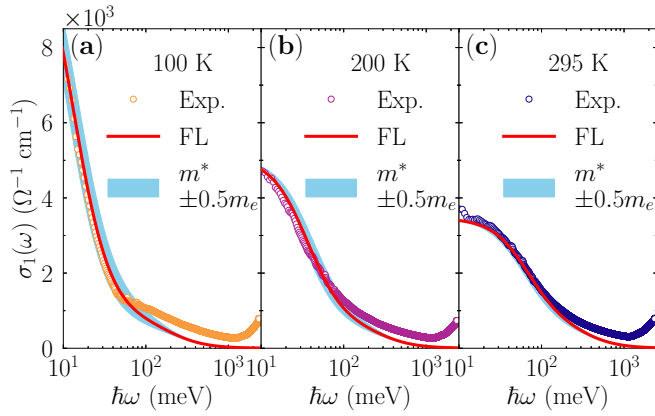 ×10³
(a)
100 K
Exp.
FL
m*
±0.5mₑ
(b)
200 K
Exp.
FL
m*
±0.5mₑ
(c)
295 K
Exp.
FL
m*
±0.5mₑ
8
6
4
2
0
σ₁(ω) (Ω⁻¹ cm⁻¹)
10¹ 10² 10³
10¹ 10² 10³
10¹ 10² 10³
ℏω (meV)
ℏω (meV)
ℏω (meV)